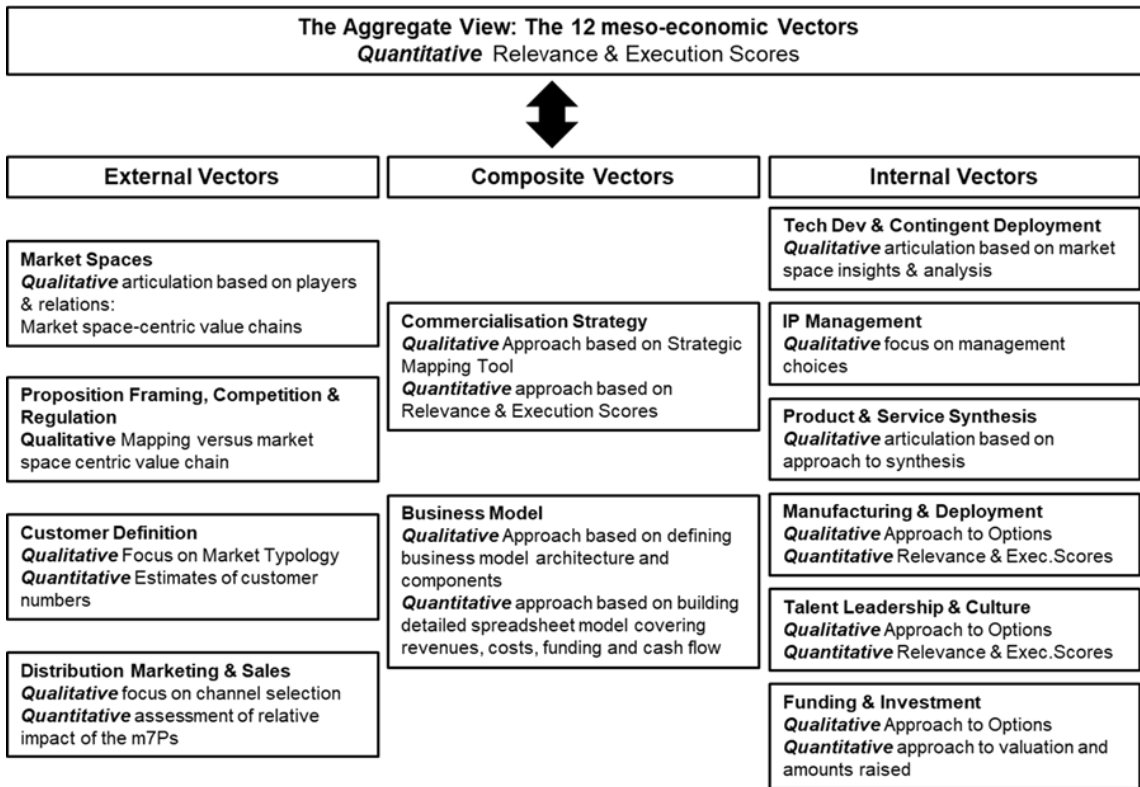 The Aggregate View: The 12 meso-economic Vectors
Quantitative Relevance & Execution Scores
External Vectors
Market Spaces
Qualitative articulation based on players
& relations:
Market space-centric value chains
Proposition Framing, Competition &
Regulation
Qualitative Mapping versus market
space centric value chain
Customer Definition
Qualitative Focus on Market Typology
Quantitative Estimates of customer
numbers
Distribution Marketing & Sales
Qualitative focus on channel selection
Quantitative assessment of relative
impact of the m7Ps
Composite Vectors
Commercialisation Strategy
Qualitative Approach based on Strategic
Mapping Tool
Quantitative approach based on
Relevance & Execution Scores
Business Model
Qualitative Approach based on defining
business model architecture and
components
Quantitative approach based on building
detailed spreadsheet model covering
revenues, costs, funding and cash flow
Internal Vectors
Tech Dev & Contingent Deployment
Qualitative articulation based on market
space insights & analysis
IP Management
Qualitative focus on management
choices
Product & Service Synthesis
Qualitative articulation based on
approach to synthesis
Manufacturing & Deployment
Qualitative Approach to Options
Quantitative Relevance & Exec.Scores
Talent Leadership & Culture
Qualitative Approach to Options
Quantitative Relevance & Exec.Scores
Funding & Investment
Qualitative Approach to Options
Quantitative approach to valuation and
amounts raised